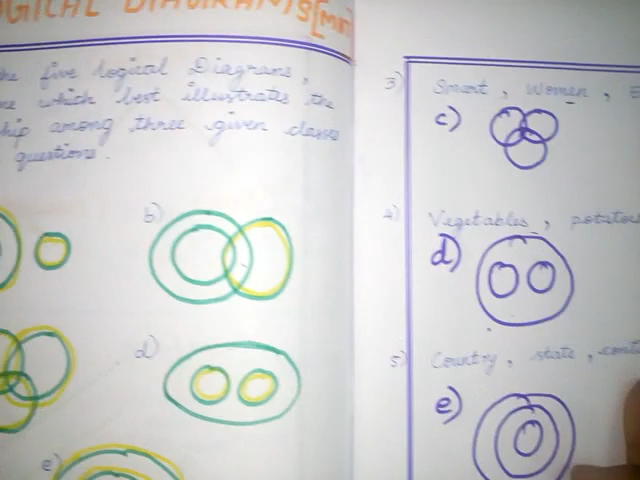 LOGICAL DIAGRAMS [
the five logical Diagrams,
which best illustrates the
among three given classes
questions.
b)
d)
e)
3) Smart, Women,
c)
4) Vegetables, potatoes
d)
5) Country, state,
e)